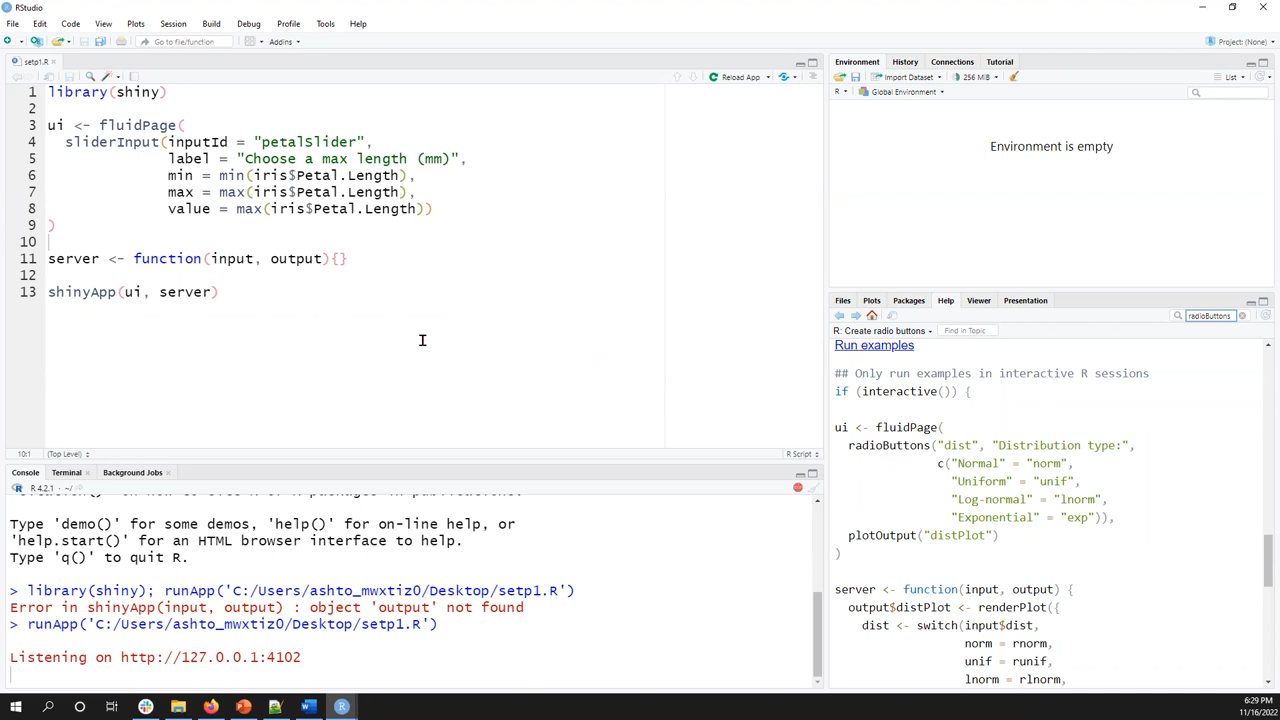 RStudio
File Edit Code View Plots Session Build Debug Profile Tools Help
Go to file/function Addins Project: (None)
setp1.R
Reload App
1 library(shiny)
2
3 ui <- fluidPage(
4 sliderInput(inputId = "petalSlider",
5 label = "Choose a max length (mm)",
6 min = min(iris$Petal.Length),
7 max = max(iris$Petal.Length),
8 value = max(iris$Petal.Length))
9 )
10
11 server <- function(input, output){}
12
13 shinyApp(ui, server)
10:1 (Top Level) R Script
Console Terminal Background Jobs
R 4.2.1 · ~/
Type 'demo()' for some demos, 'help()' for on-line help, or
'help.start()' for an HTML browser interface to help.
Type 'q()' to quit R.
> library(shiny); runApp('C:/Users/ashto_mwxtiz0/Desktop/setp1.R')
Error in shinyApp(input, output) : object 'output' not found
> runApp('C:/Users/ashto_mwxtiz0/Desktop/setp1.R')
Listening on http://127.0.0.1:4102
Environment History Connections Tutorial
Import Dataset 256 MiB List
R Global Environment
Environment is empty
Files Plots Packages Help Viewer Presentation
radioButtons
R: Create radio buttons Find in Topic
Run examples
## Only run examples in interactive R sessions
if (interactive()) {
ui <- fluidPage(
radioButtons("dist", "Distribution type:",
c("Normal" = "norm",
"Uniform" = "unif",
"Log-normal" = "lnorm",
"Exponential" = "exp")),
plotOutput("distPlot")
)
server <- function(input, output) {
output$distPlot <- renderPlot({
dist <- switch(input$dist,
norm = rnorm,
unif = runif,
lnorm = rlnorm,
6:29 PM
11/16/2022